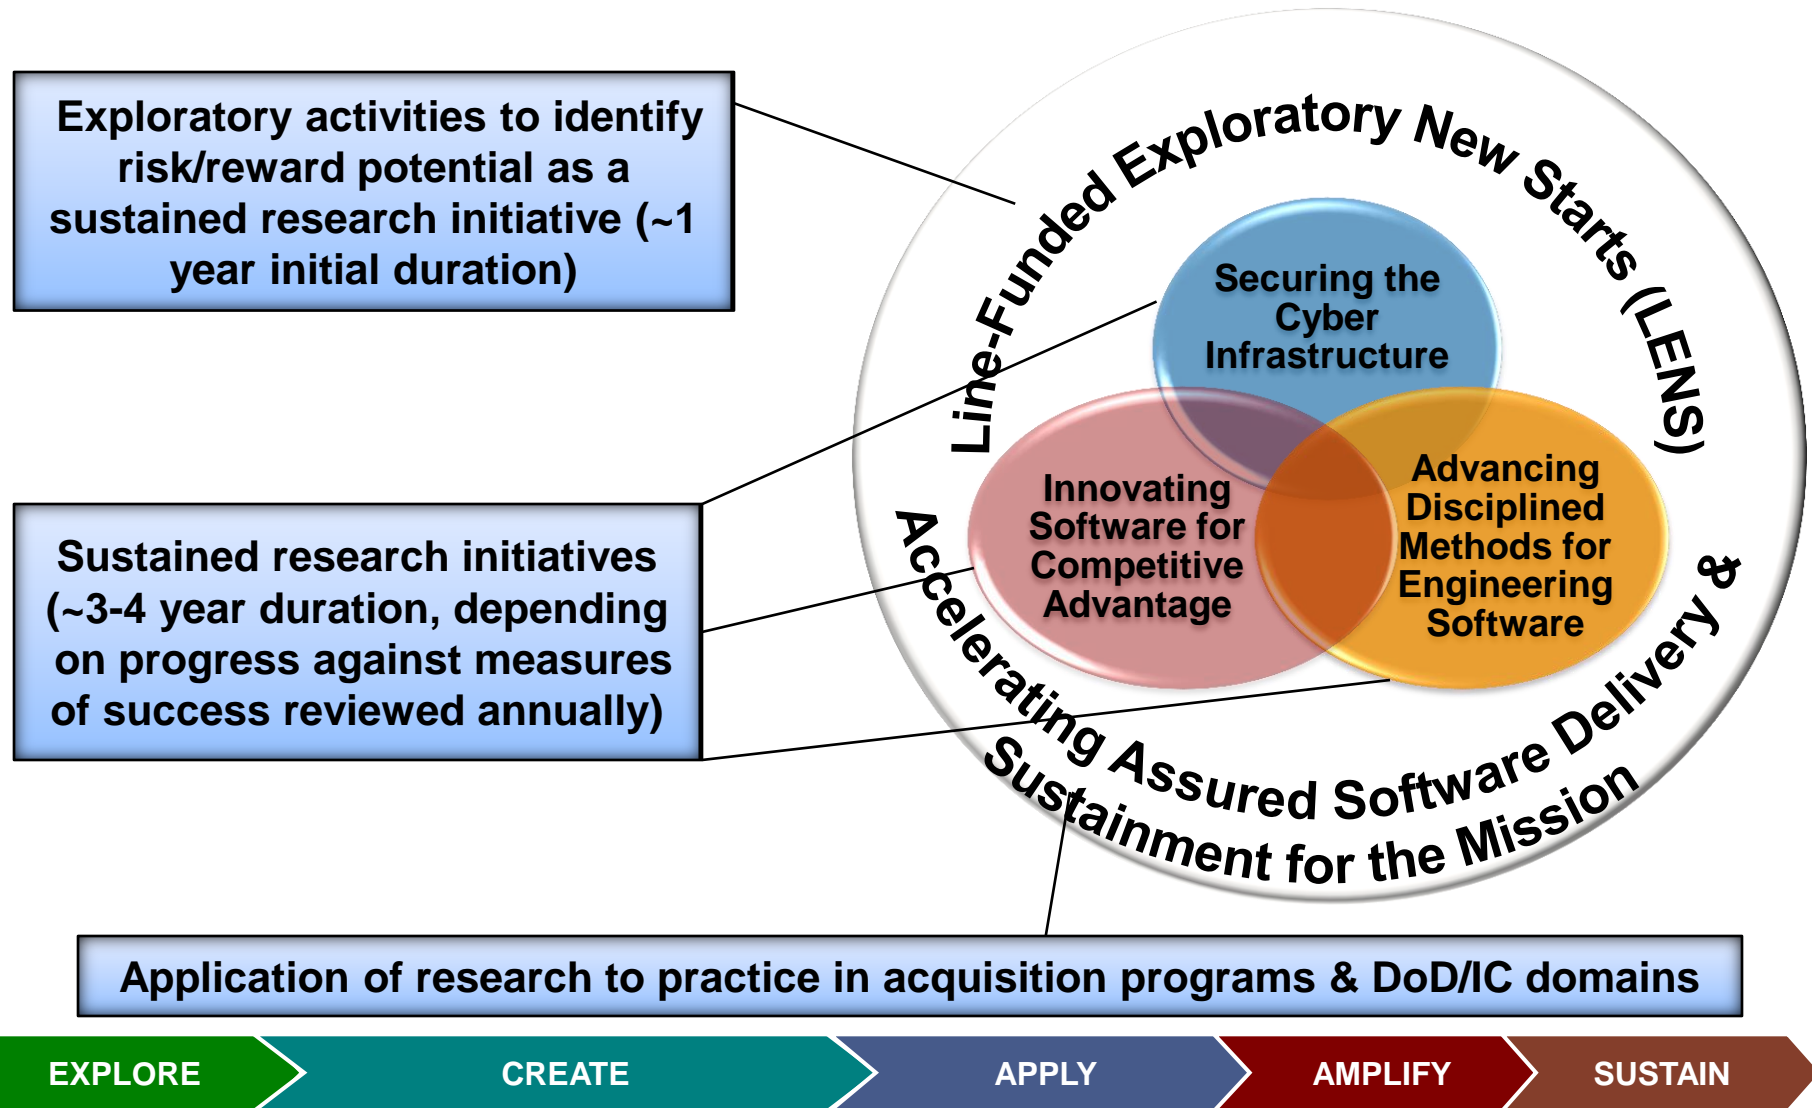 Exploratory activities to identify
risk/reward potential as a
sustained research initiative (~1
year initial duration)
Line-Funded Exploratory New Starts (LENS)
Securing the
Cyber
Infrastructure
Innovating
Software for
Competitive
Advantage
Advancing
Disciplined
Methods for
Engineering
Software
Sustained research initiatives
(~3-4 year duration, depending
on progress against measures
of success reviewed annually)
Accelerating Assured Software Delivery &
Sustainment for the Mission
Application of research to practice in acquisition programs & DoD/IC domains
EXPLORE
CREATE
APPLY
AMPLIFY
SUSTAIN